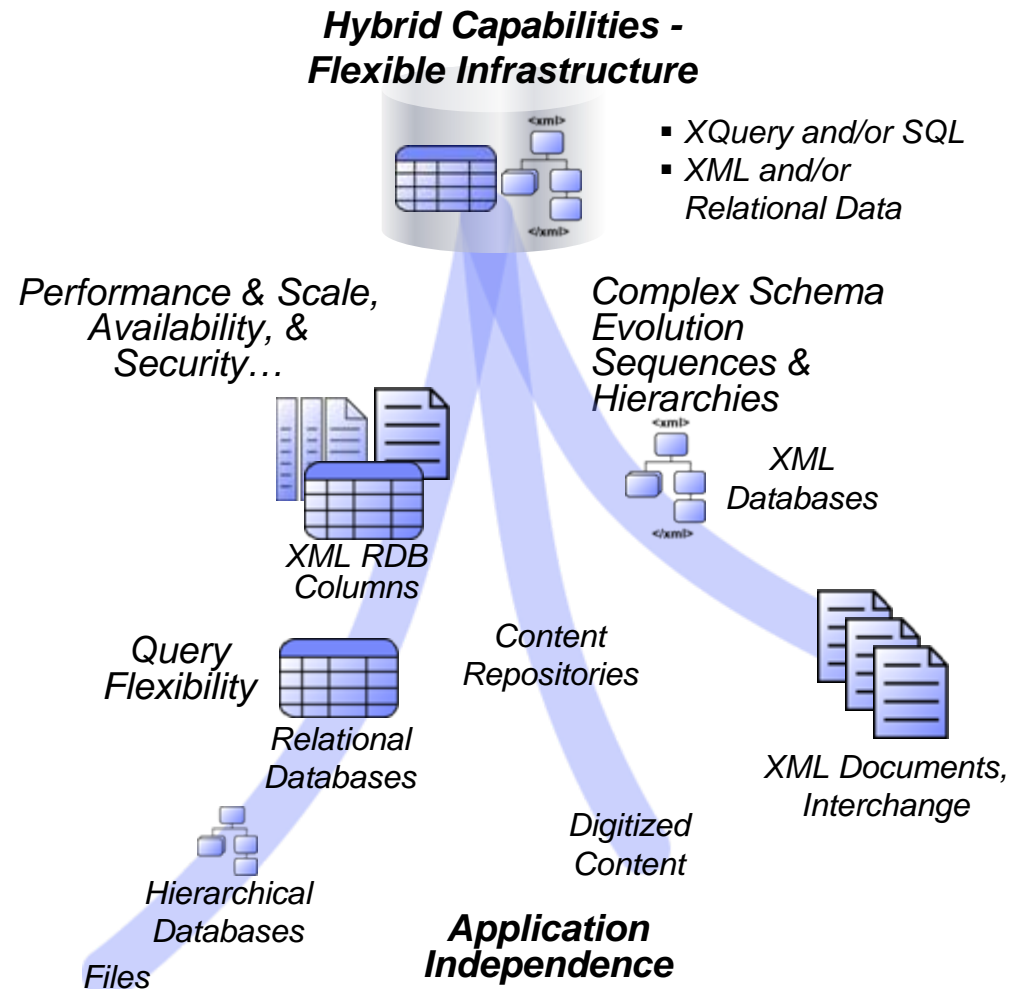 Hybrid Capabilities -
Flexible Infrastructure
<xml>
</xml>
▪ XQuery and/or SQL
▪ XML and/or
Relational Data
Performance & Scale,
Availability, &
Security…
Complex Schema
Evolution
Sequences &
Hierarchies
<xml>
</xml>
XML
Databases
XML RDB
Columns
Query
Flexibility
Content
Repositories
Relational
Databases
XML Documents,
Interchange
Digitized
Content
Hierarchical
Databases
Application
Independence
Files